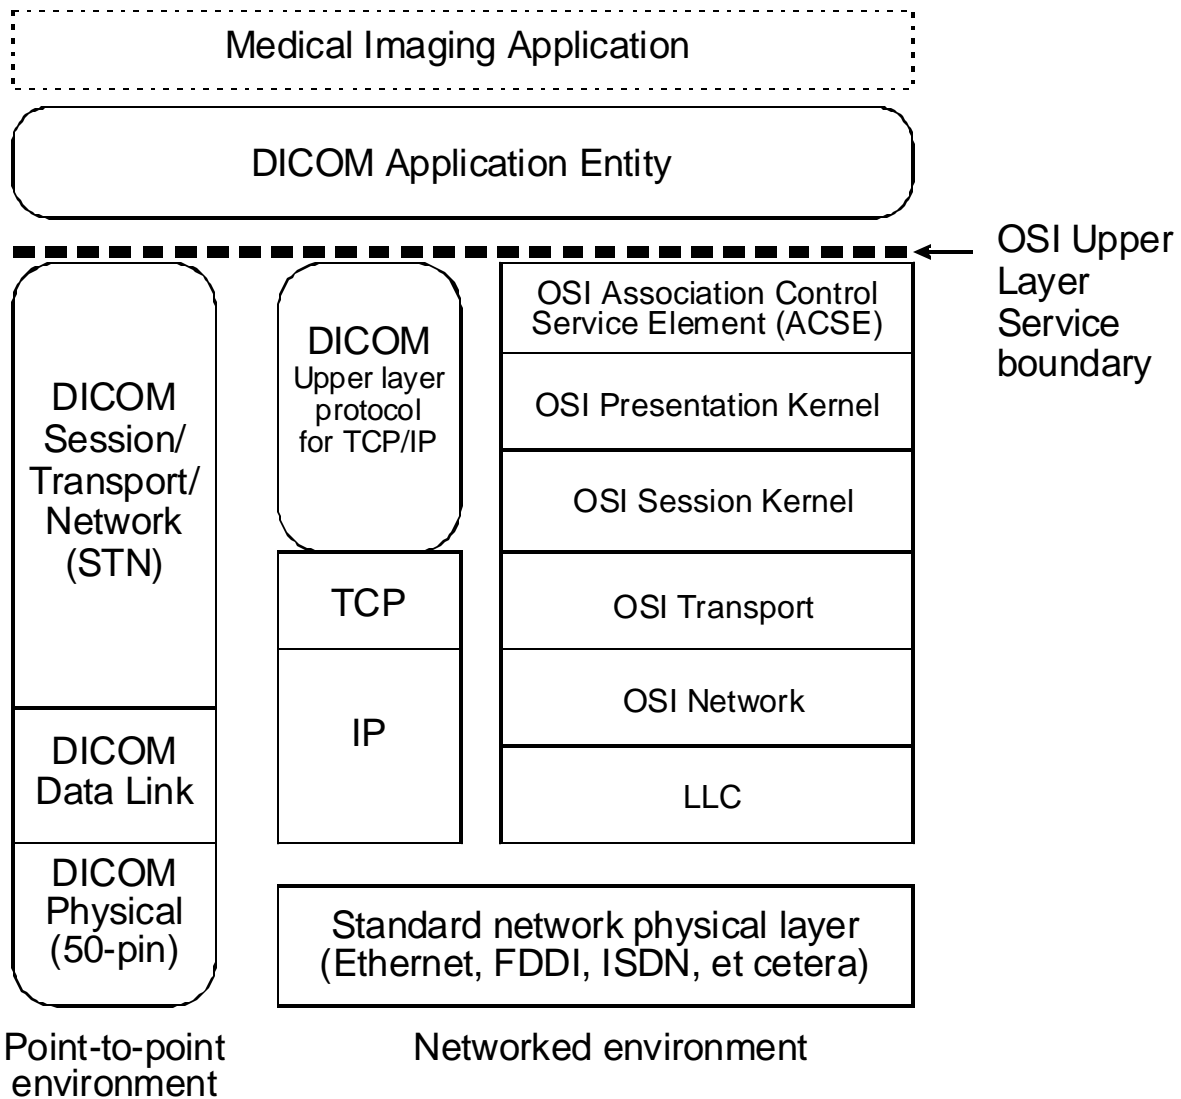 Medical Imaging Application
DICOM Application Entity
OSI Upper
Layer
Service
boundary
DICOM
Session/
Transport/
Network
(STN)
DICOM
Data Link
DICOM
Physical
(50-pin)
DICOM
Upper layer
protocol
for TCP/IP
TCP
IP
OSI Association Control
Service Element (ACSE)
OSI Presentation Kernel
OSI Session Kernel
OSI Transport
OSI Network
LLC
Standard network physical layer
(Ethernet, FDDI, ISDN, et cetera)
Point-to-point
environment
Networked environment